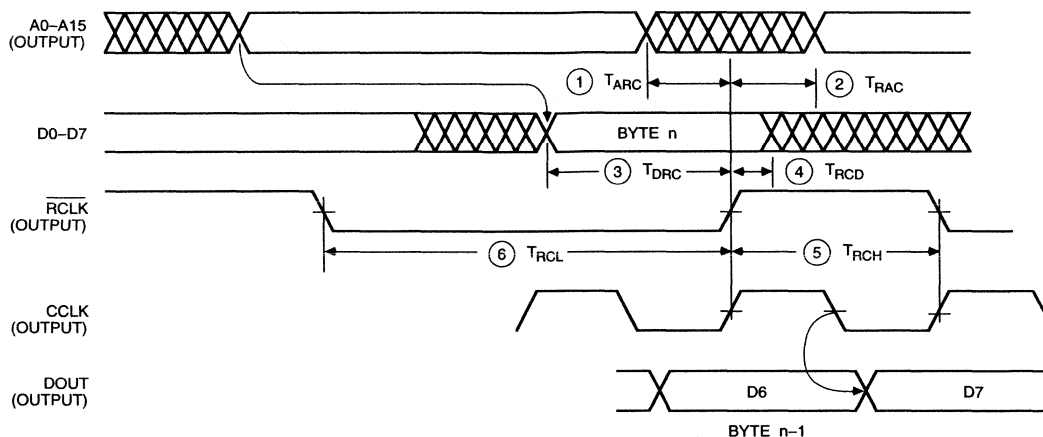 A0–A15
(OUTPUT)
1 TARC
2 TRAC
D0–D7
BYTE n
3 TDRC
4 TRCD
RCLK
(OUTPUT)
6 TRCL
5 TRCH
CCLK
(OUTPUT)
DOUT
(OUTPUT)
D6
D7
BYTE n–1